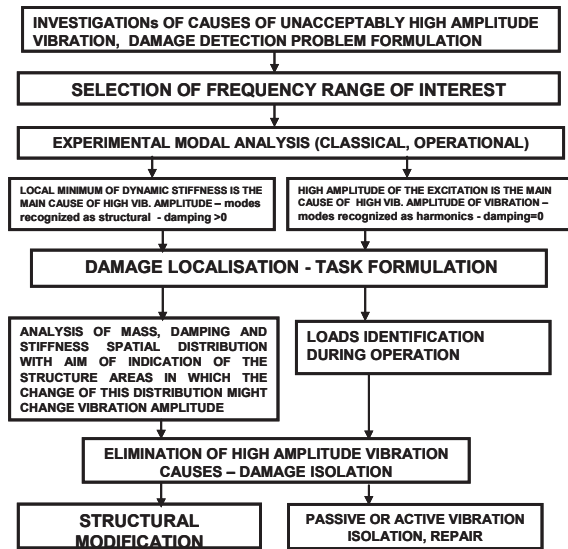 INVESTIGATIONs OF CAUSES OF UNACCEPTABLY HIGH AMPLITUDE
VIBRATION, DAMAGE DETECTION PROBLEM FORMULATION
SELECTION OF FREQUENCY RANGE OF INTEREST
EXPERIMENTAL MODAL ANALYSIS (CLASSICAL, OPERATIONAL)
LOCAL MINIMUM OF DYNAMIC STIFFNESS IS THE
MAIN CAUSE OF HIGH VIB. AMPLITUDE – modes
recognized as structural - damping >0
HIGH AMPLITUDE OF THE EXCITATION IS THE MAIN
CAUSE OF HIGH VIB. AMPLITUDE OF VIBRATION –
modes recognized as harmonics - damping=0
DAMAGE LOCALISATION - TASK FORMULATION
ANALYSIS OF MASS, DAMPING AND
STIFFNESS SPATIAL DISTRIBUTION
WITH AIM OF INDICATION OF THE
STRUCTURE AREAS IN WHICH THE
CHANGE OF THIS DISTRIBUTION MIGHT
CHANGE VIBRATION AMPLITUDE
LOADS IDENTIFICATION
DURING OPERATION
ELIMINATION OF HIGH AMPLITUDE VIBRATION
CAUSES – DAMAGE ISOLATION
STRUCTURAL
MODIFICATION
PASSIVE OR ACTIVE VIBRATION
ISOLATION, REPAIR